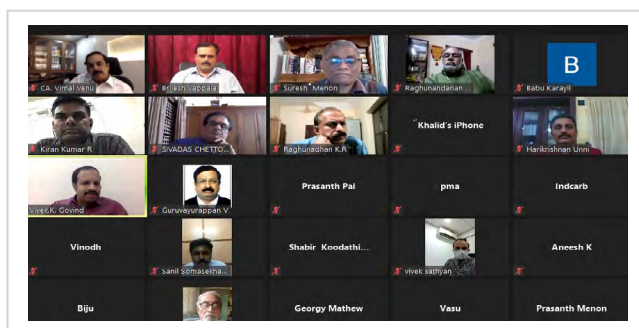 CA. Vimal Venu
Brijesh Vappala
Suresh Menon
Raghunandanan ...
B
Babu Karayil
Kiran Kumar R
SIVADAS CHETTO...
Raghunadhan K.R
Khalid's iPhone
Harikrishnan Unni
Vivek.K. Govind
Guruvayurappan V
Prasanth Pai
pma
Indcarb
Vinodh
Sanil Somasekha...
Shabir Koodathi...
vivek sathyan
Aneesh K
Biju
Georgy Mathew
Vasu
Prasanth Menon